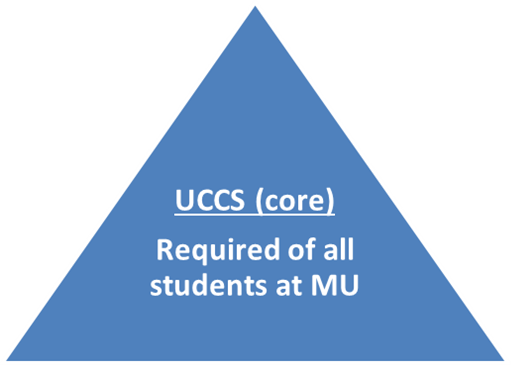 UCCS (core)
Required of all
students at MU